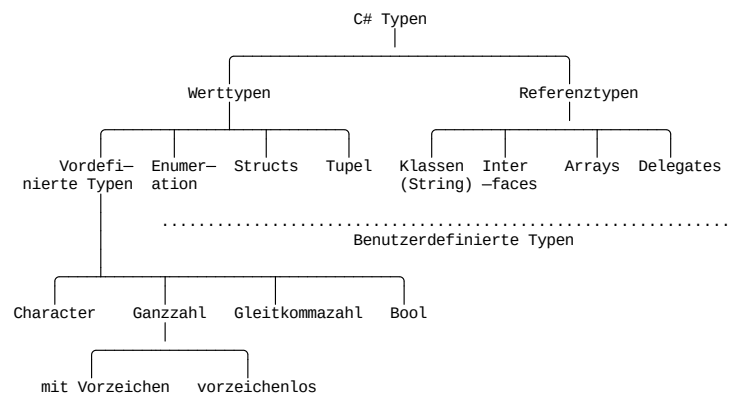 C# Typen
Werttypen Referenztypen
Vordefi— Enumer— Structs Tupel Klassen Inter Arrays Delegates
nierte Typen ation (String) —faces
Benutzerdefinierte Typen
Character Ganzzahl Gleitkommazahl Bool
mit Vorzeichen vorzeichenlos